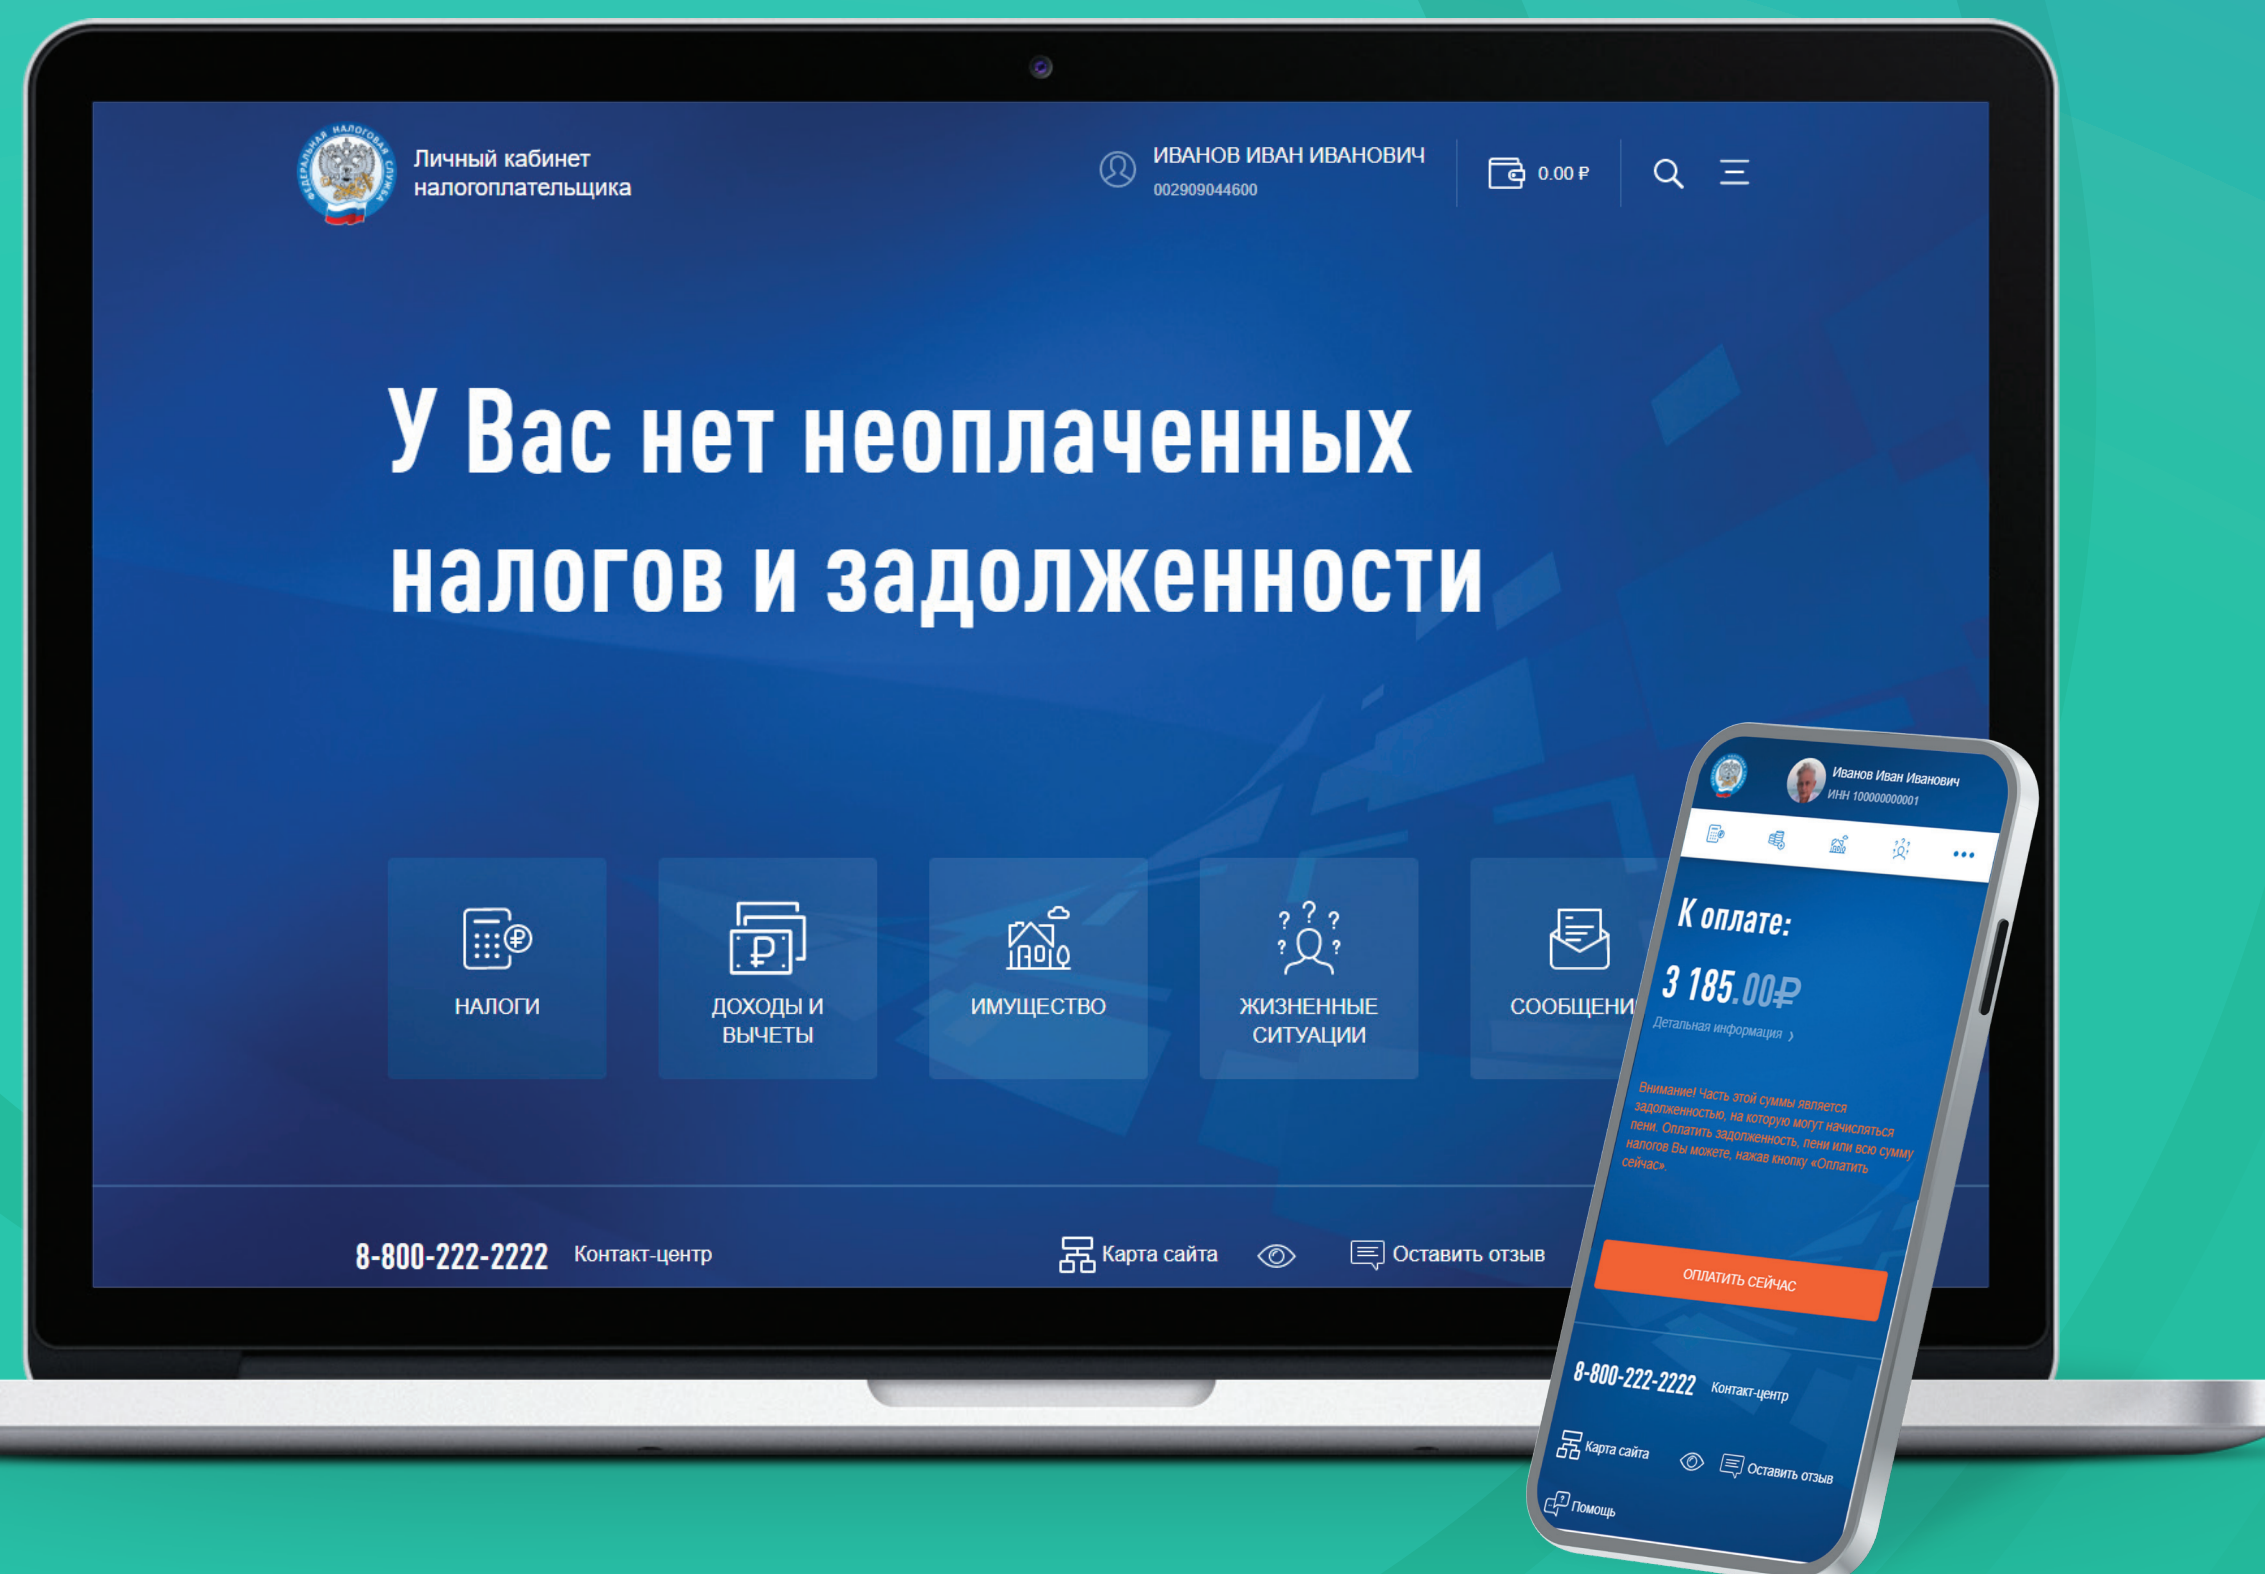 ФЕДЕРАЛЬНАЯ НАЛОГОВАЯ СЛУЖБА
Личный кабинет
налогоплательщика
ИВАНОВ ИВАН ИВАНОВИЧ
002909044600
0.00 ₽
У Вас нет неоплаченных
налогов и задолженности
НАЛОГИ
ДОХОДЫ И
ВЫЧЕТЫ
ИМУЩЕСТВО
ЖИЗНЕННЫЕ
СИТУАЦИИ
СООБЩЕНИ
8-800-222-2222 Контакт-центр
Карта сайта
Оставить отзыв
Иванов Иван Иванович
ИНН 100000000001
К оплате:
3 185.00₽
Детальная информация >
Внимание! Часть этой суммы является
задолженностью, на которую могут начисляться
пени. Оплатить задолженность, пени или всю сумму
налогов Вы можете, нажав кнопку «Оплатить
сейчас».
ОПЛАТИТЬ СЕЙЧАС
8-800-222-2222 Контакт-центр
Карта сайта
Оставить отзыв
Помощь